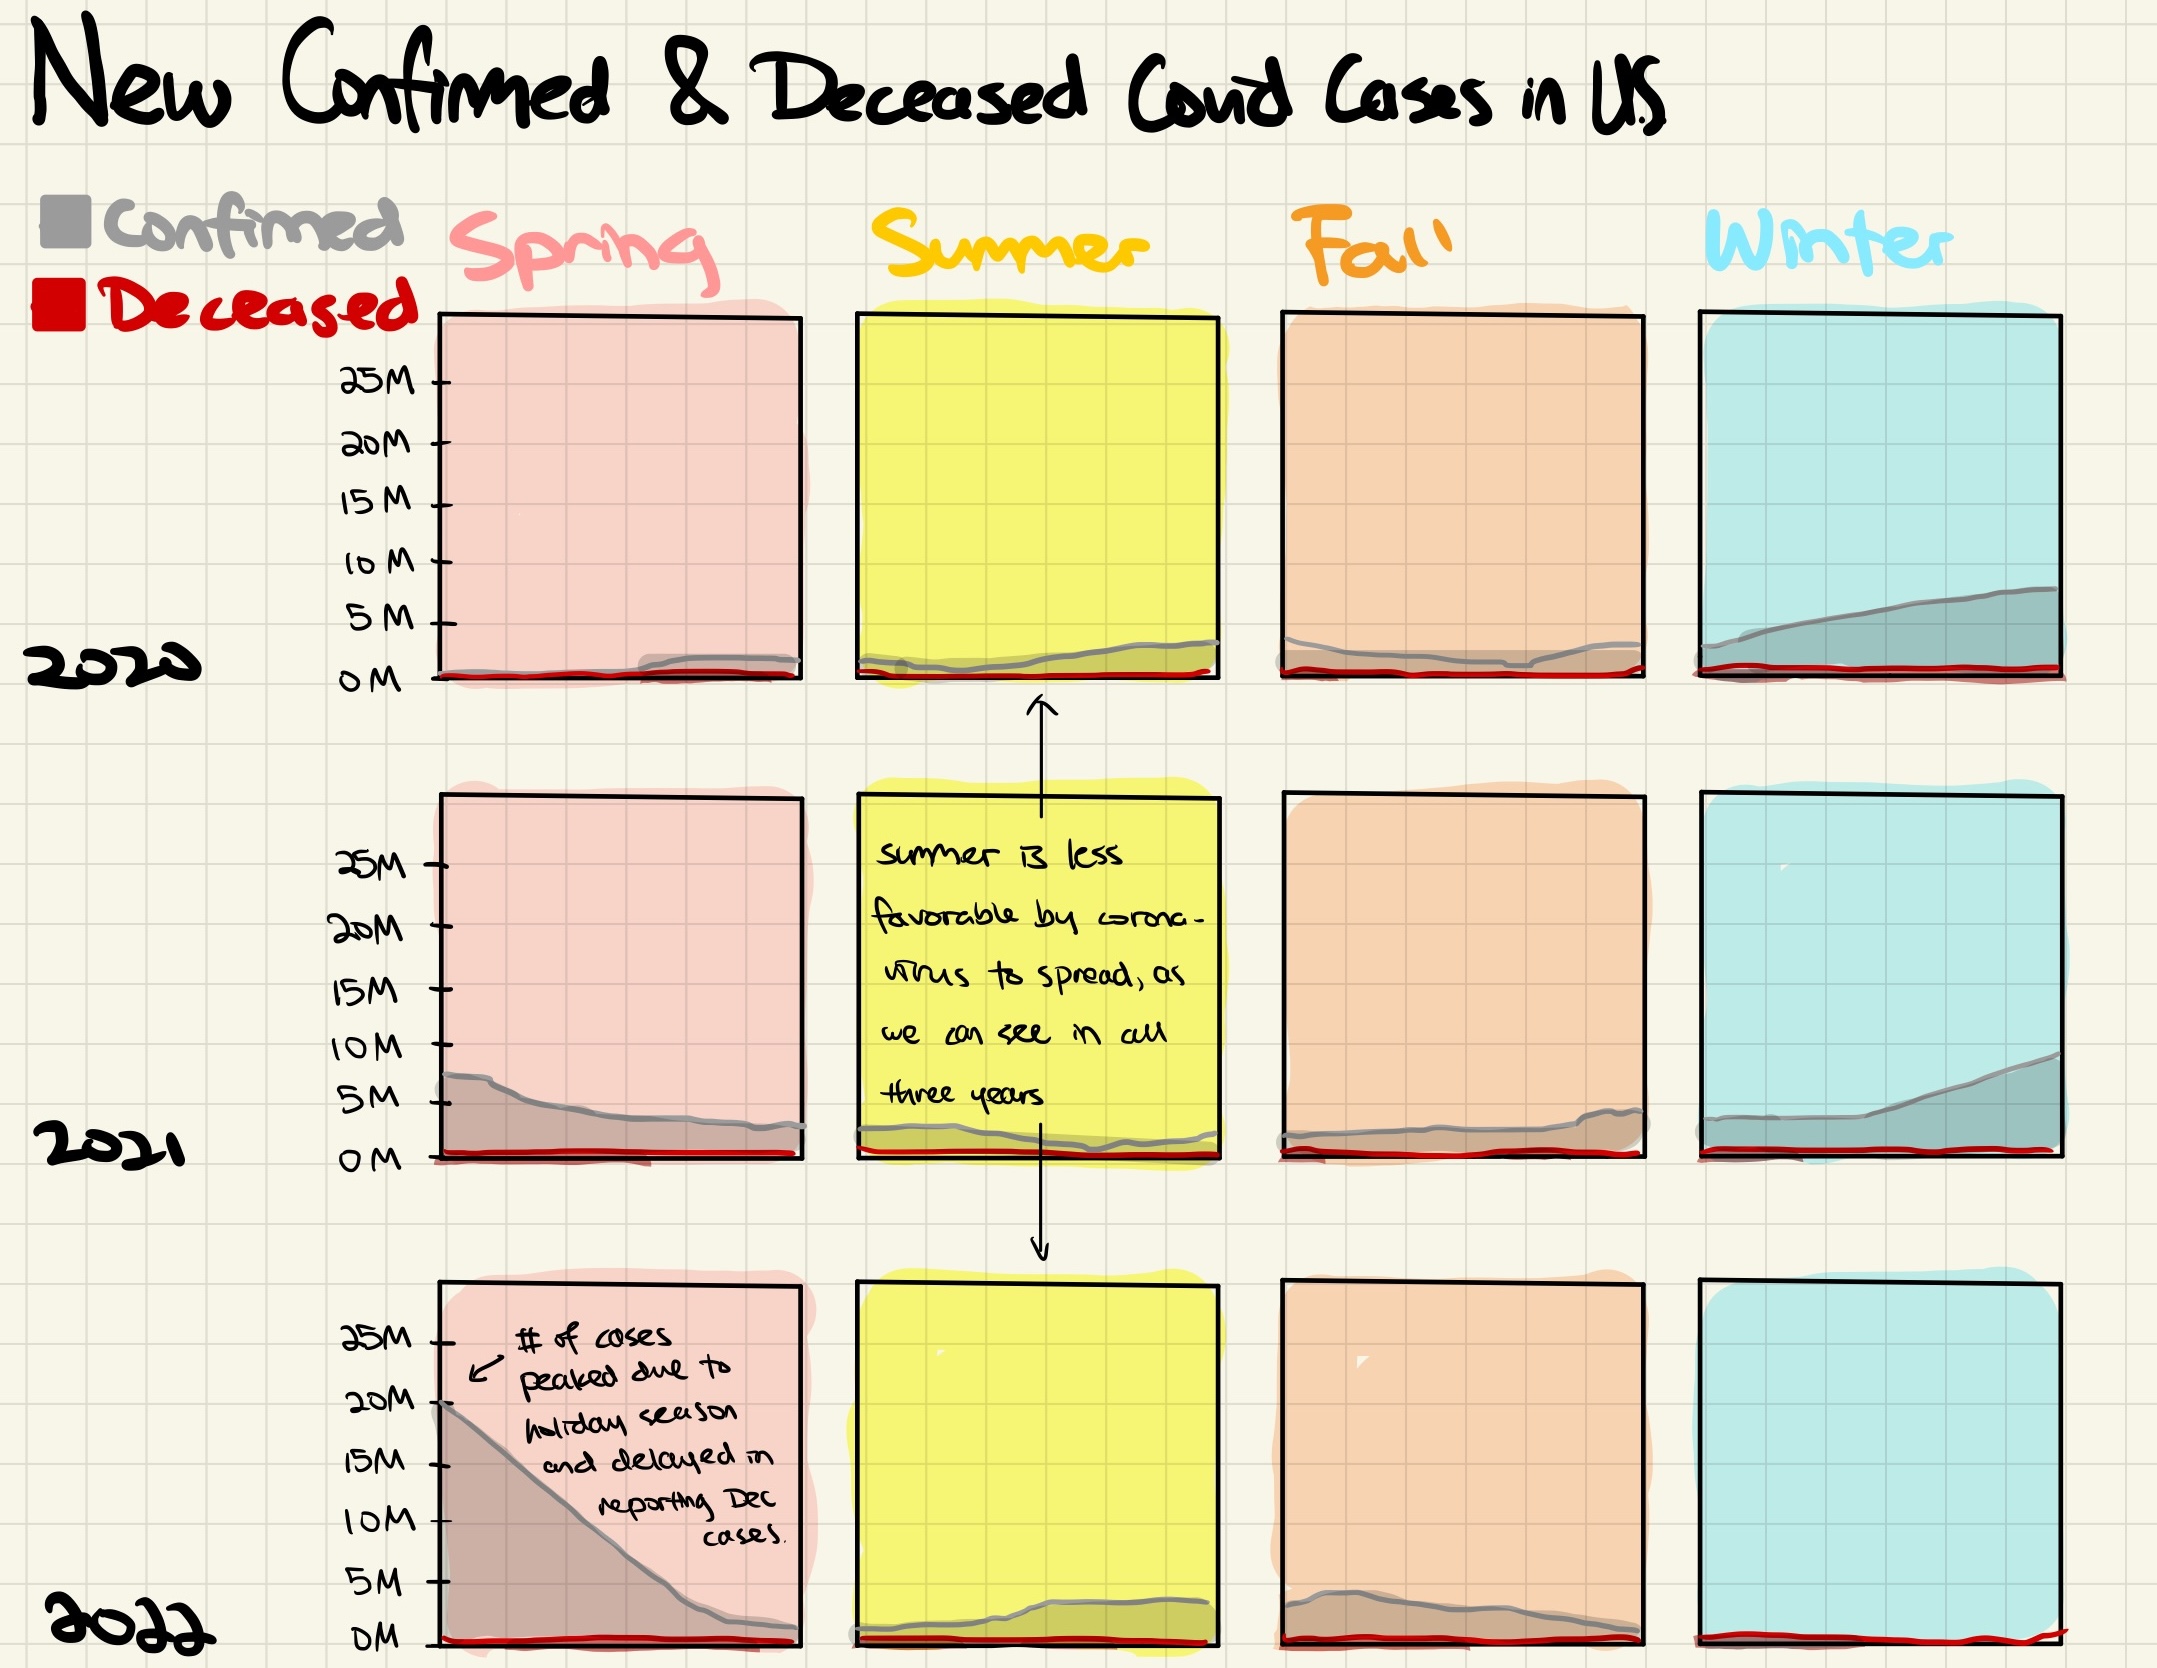 New Confirmed & Deceased Covid Cases in US
Confirmed
Deceased
Spring Summer Fall Winter
25M
20M
15M
10M
5M
0M
2020
25M
20M
15M
10M
5M
0M
2021
summer is less
favorable by corona-
virus to spread, as
we can see in all
three years
25M
20M
15M
10M
5M
0M
2022
# of cases
peaked due to
holiday season
and delayed in
reporting Dec
cases.